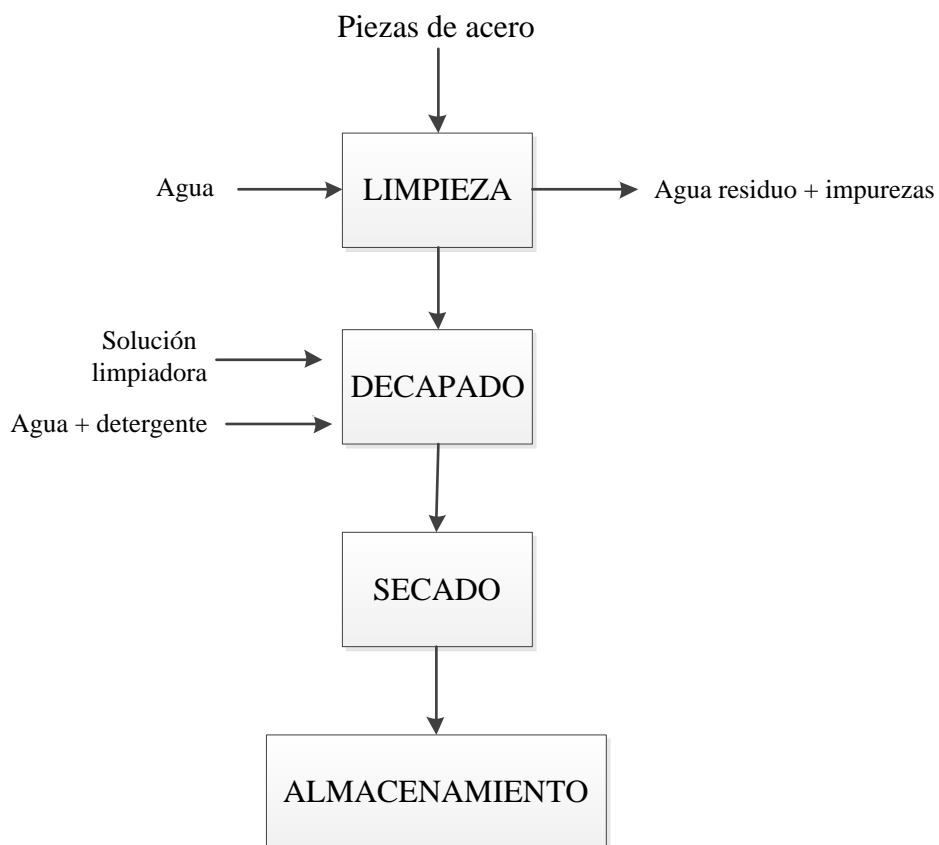 Piezas de acero
Agua
LIMPIEZA
Agua residuo + impurezas
Solución
limpiadora
DECAPADO
Agua + detergente
SECADO
ALMACENAMIENTO